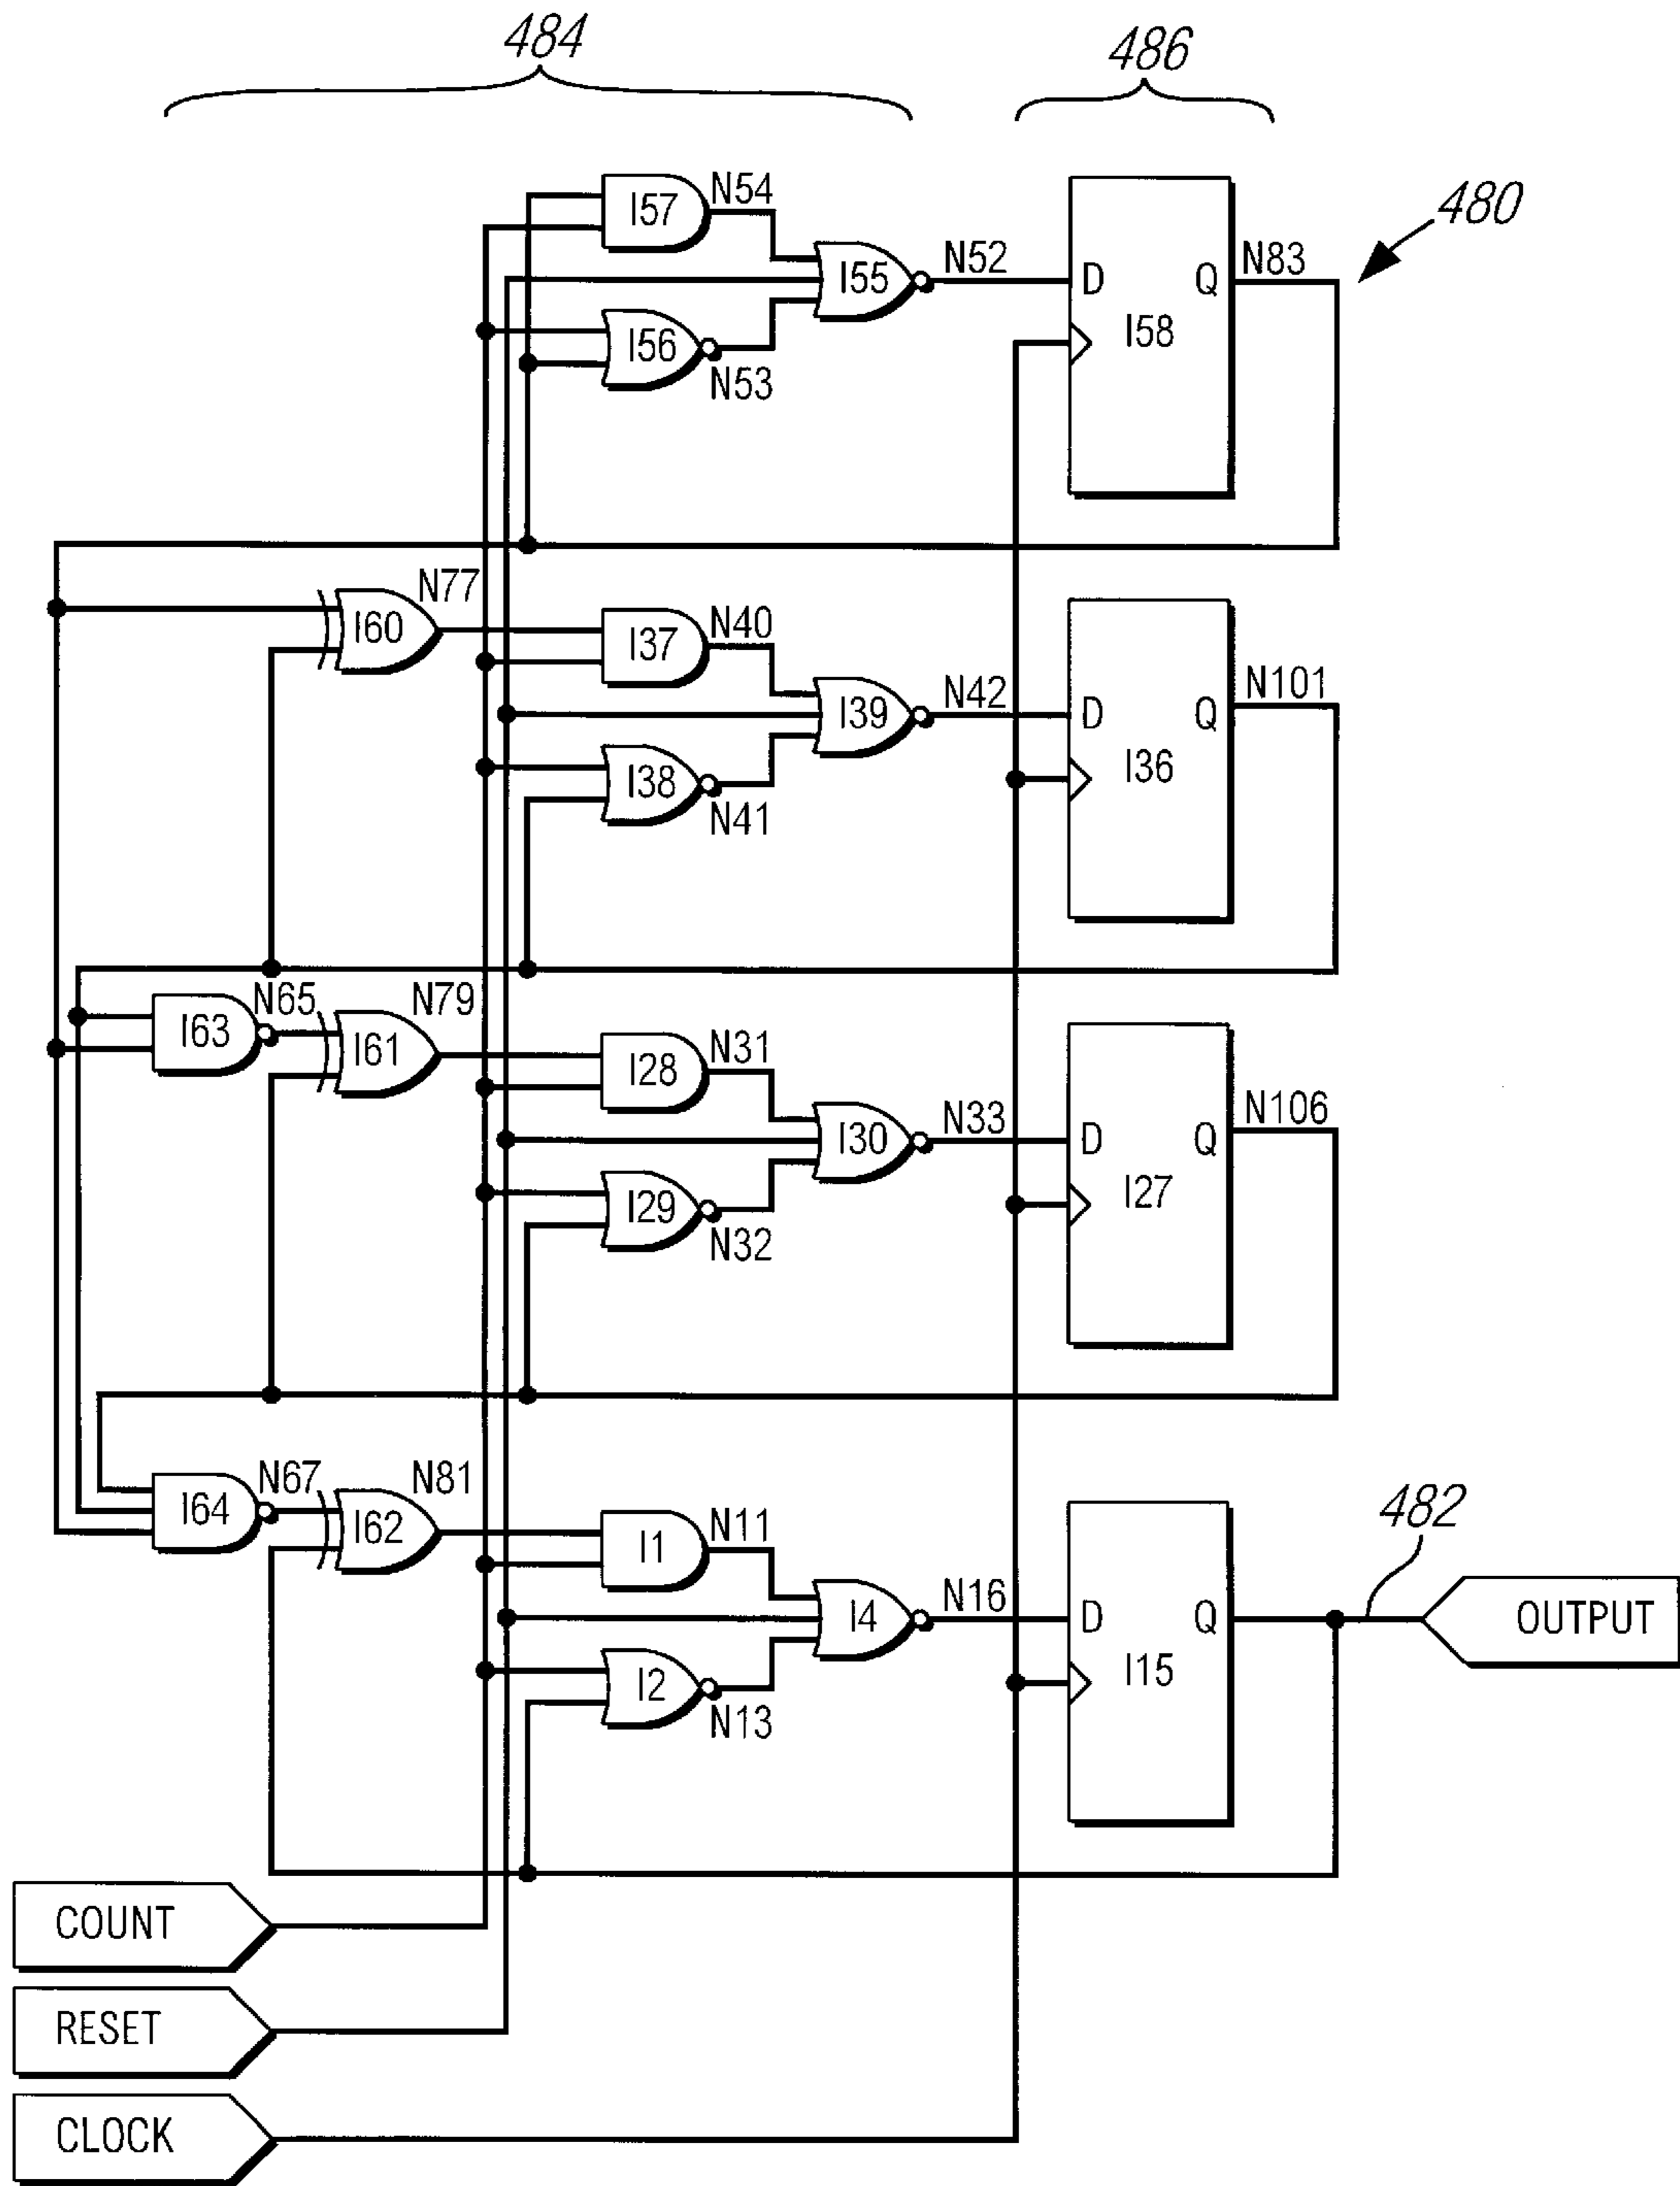 484
486
480
I57
N54
I55
N52
D
Q
N83
I58
I56
N53
I60
N77
I37
N40
I39
N42
D
Q
N101
I36
I38
N41
I63
N65
I61
N79
I28
N31
I30
N33
D
Q
N106
I27
I29
N32
I64
N67
I62
N81
I1
N11
I4
N16
D
Q
482
OUTPUT
I15
I2
N13
COUNT
RESET
CLOCK